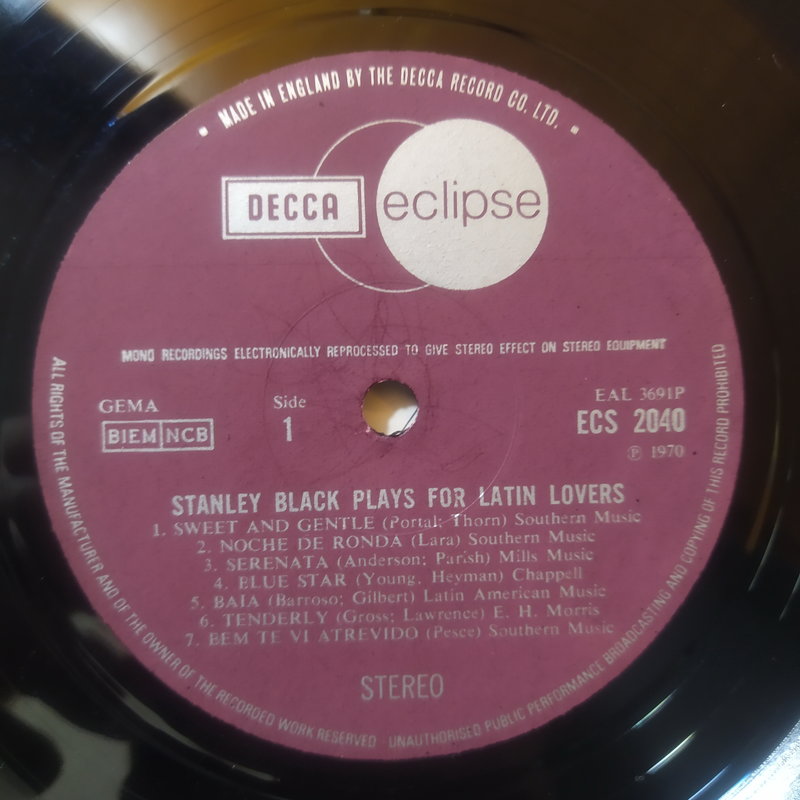 MADE IN ENGLAND BY THE DECCA RECORD CO. LTD.
DECCA
eclipse
MONO RECORDINGS ELECTRONICALLY REPROCESSED TO GIVE STEREO EFFECT ON STEREO EQUIPMENT
GEMA
BIEM NCB
Side
1
EAL 3691P
ECS 2040
℗ 1970
STANLEY BLACK PLAYS FOR LATIN LOVERS
1. SWEET AND GENTLE (Portal; Thorn) Southern Music
2. NOCHE DE RONDA (Lara) Southern Music
3. SERENATA (Anderson; Parish) Mills Music
4. BLUE STAR (Young, Heyman) Chappell
5. BAIA (Barroso; Gilbert) Latin American Music
6. TENDERLY (Gross; Lawrence) E. H. Morris
7. BEM TE VI ATREVIDO (Pesce) Southern Music
STEREO
ALL RIGHTS OF THE MANUFACTURER AND OF THE OWNER OF THE RECORDED WORK RESERVED · UNAUTHORISED PUBLIC PERFORMANCE BROADCASTING AND COPYING OF THIS RECORD PROHIBITED